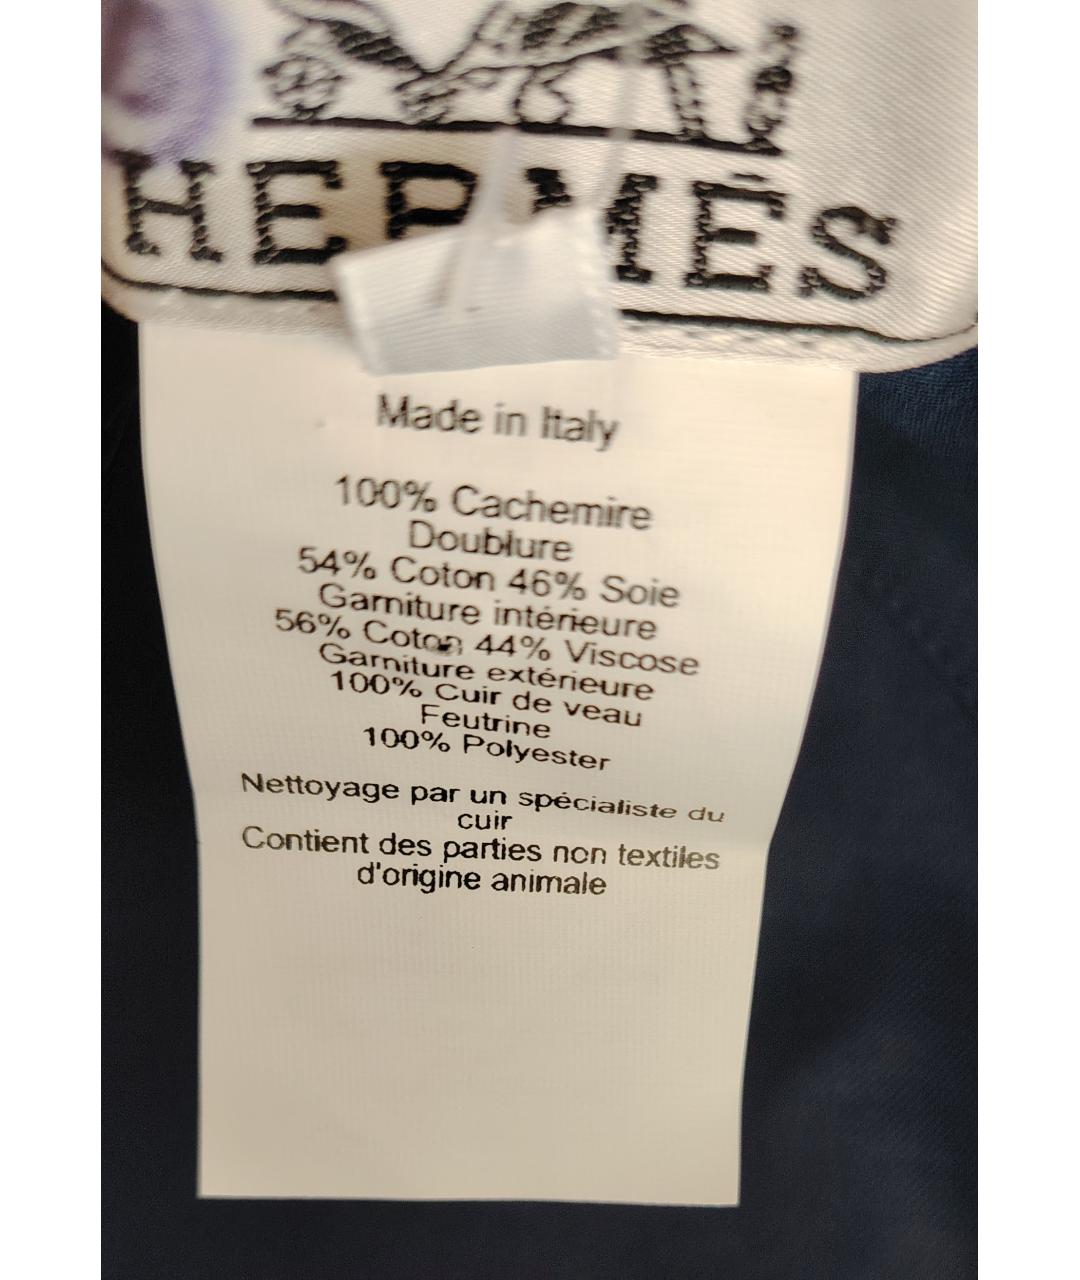 HERMÈS
Made in Italy
100% Cachemire
Doublure
54% Coton 46% Soie
Garniture intérieure
56% Coton 44% Viscose
Garniture extérieure
100% Cuir de veau
Feutrine
100% Polyester
Nettoyage par un spécialiste du
cuir
Contient des parties non textiles
d'origine animale